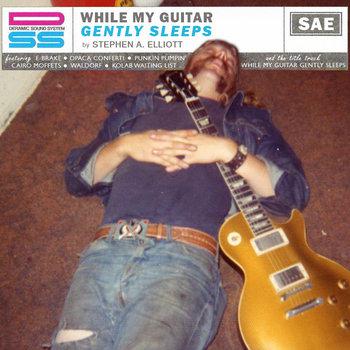 DERAMIC SOUND SYSTEM
DSS
WHILE MY GUITAR
GENTLY SLEEPS
by STEPHEN A. ELLIOTT
SAE
featuring E-BRAKE • OPACA CONFERTI • PUNKIN PUMPIN'
CAIRO MOFFETS • WALDORF • KOLAB WAITING LIST
and the title track
WHILE MY GUITAR GENTLY SLEEPS